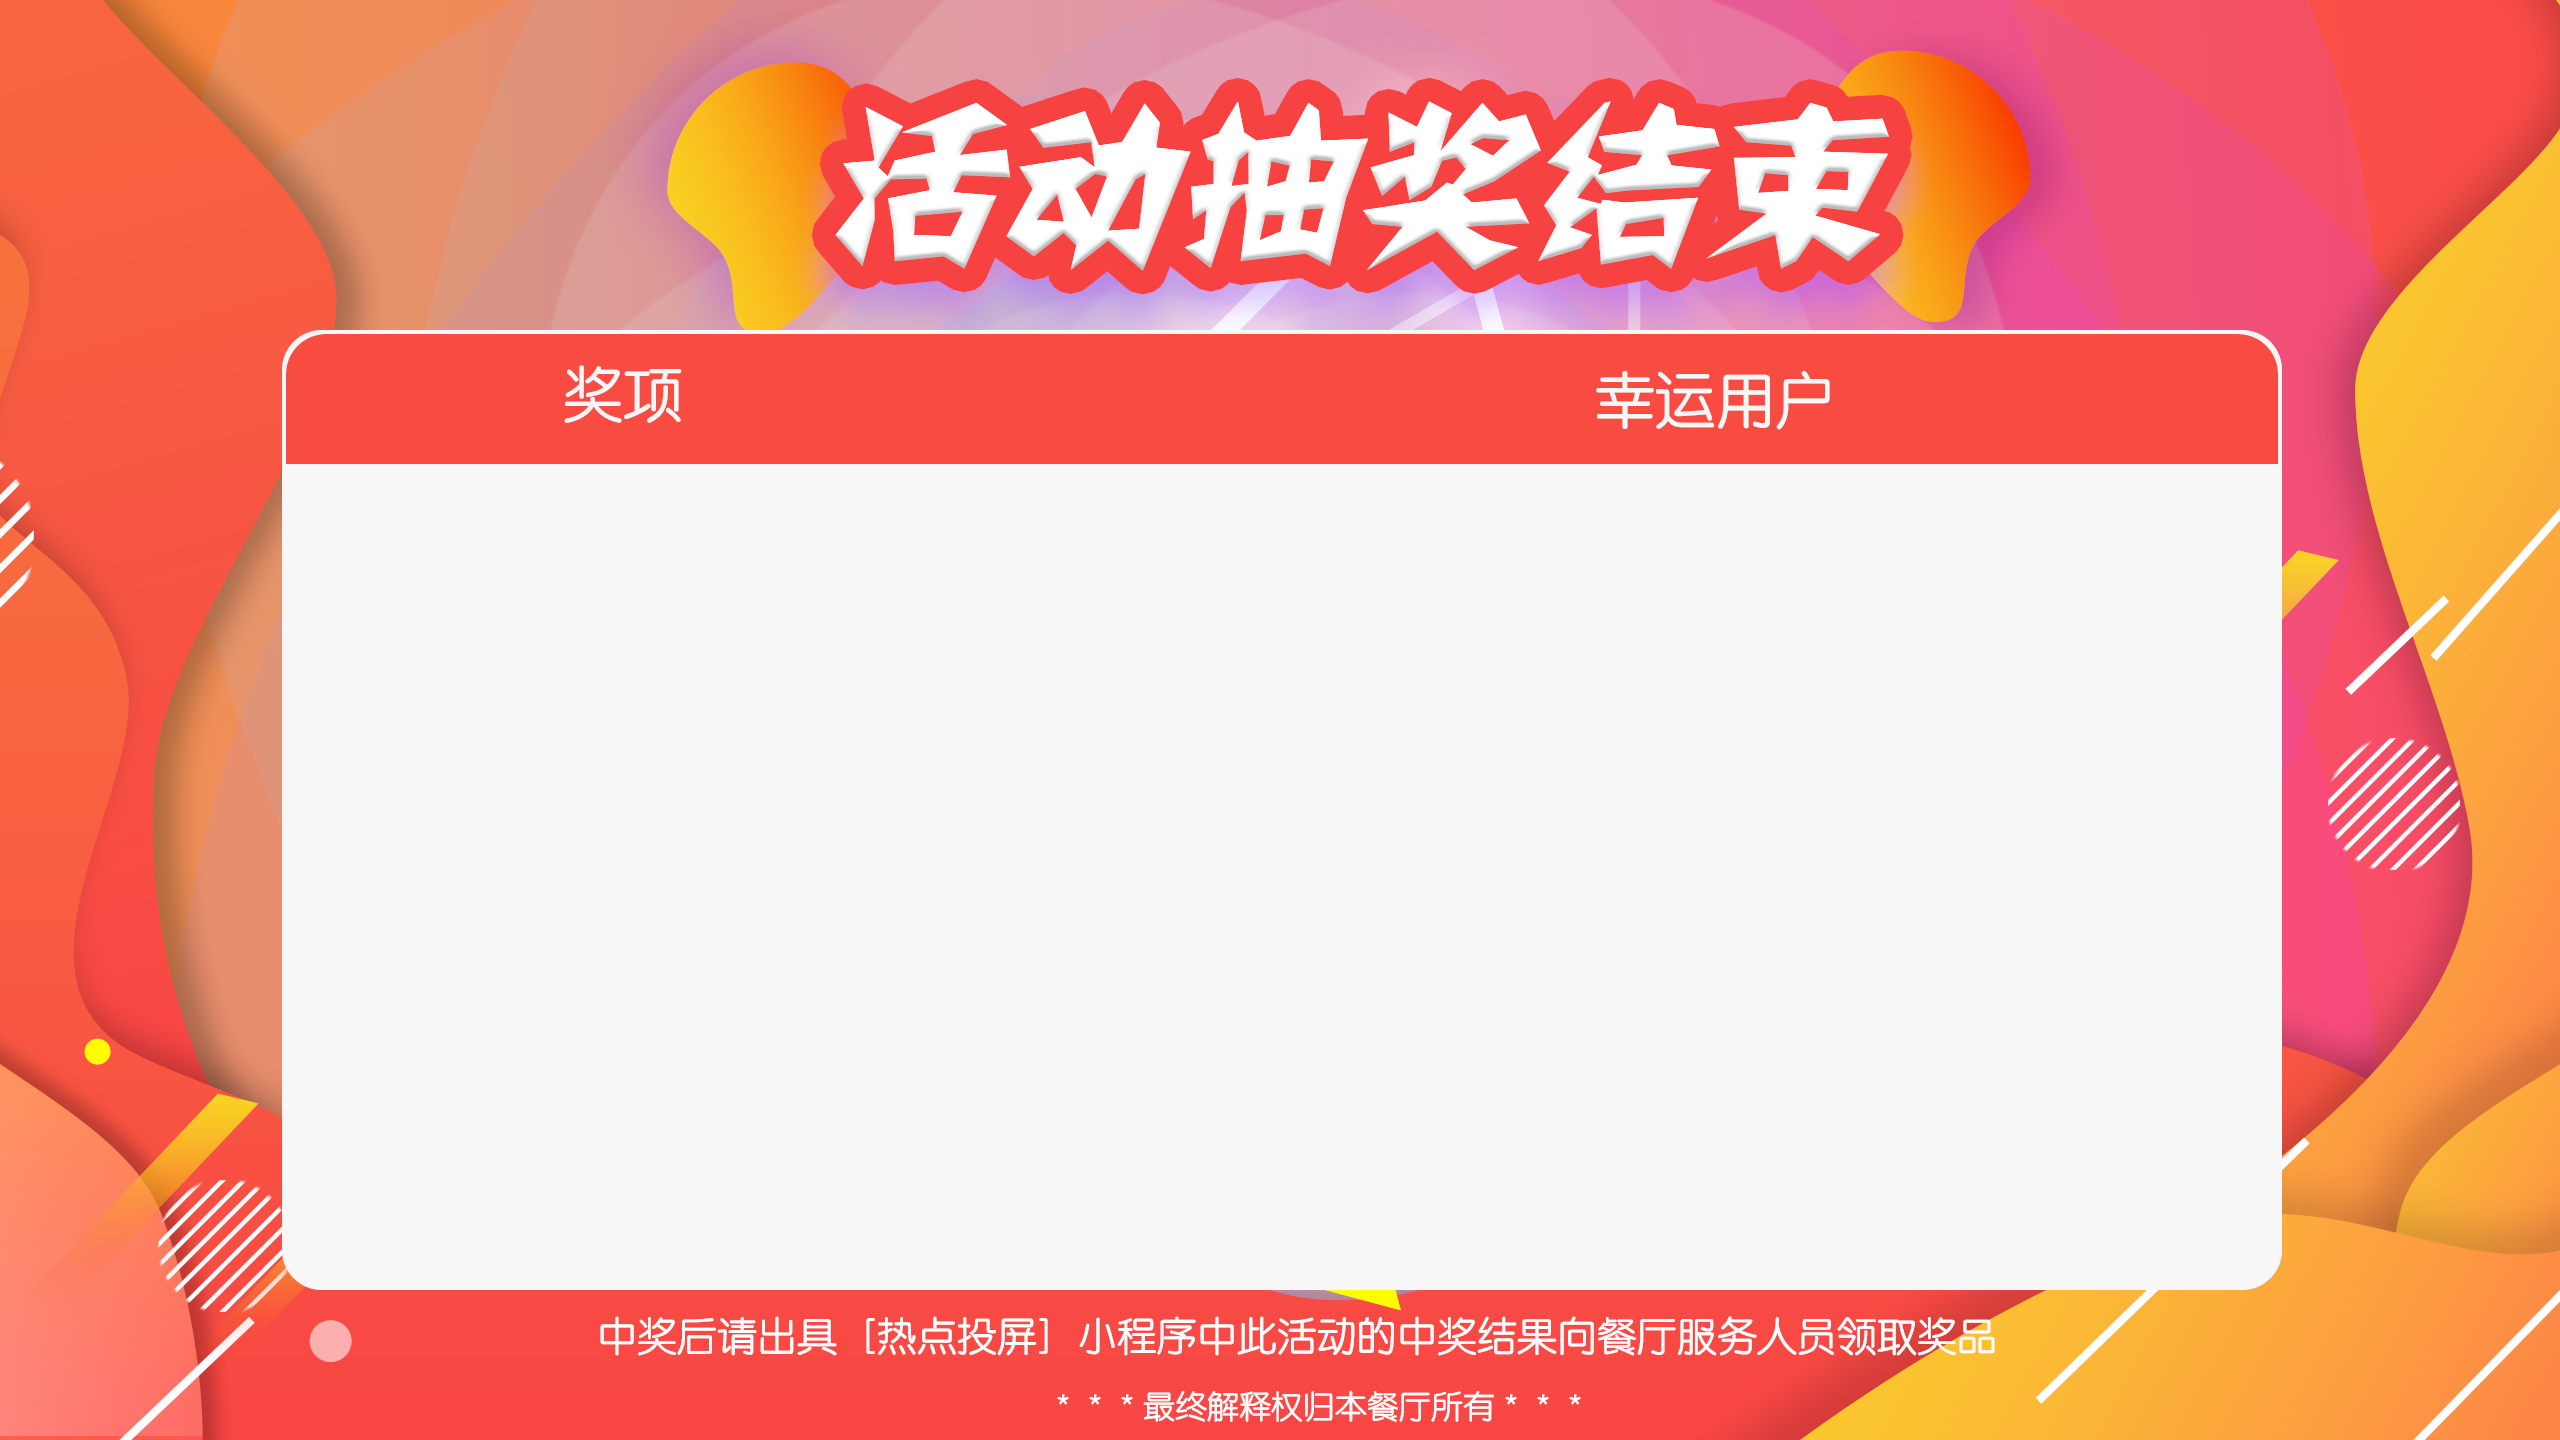 活动抽奖结束
奖项 幸运用户
中奖后请出具［热点投屏］小程序中此活动的中奖结果向餐厅服务人员领取奖品
* * * 最终解释权归本餐厅所有 * * *